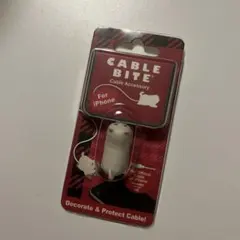 CABLE
BITE®
Cable Accessory
For
iPhone
Decorate & Protect Cable!